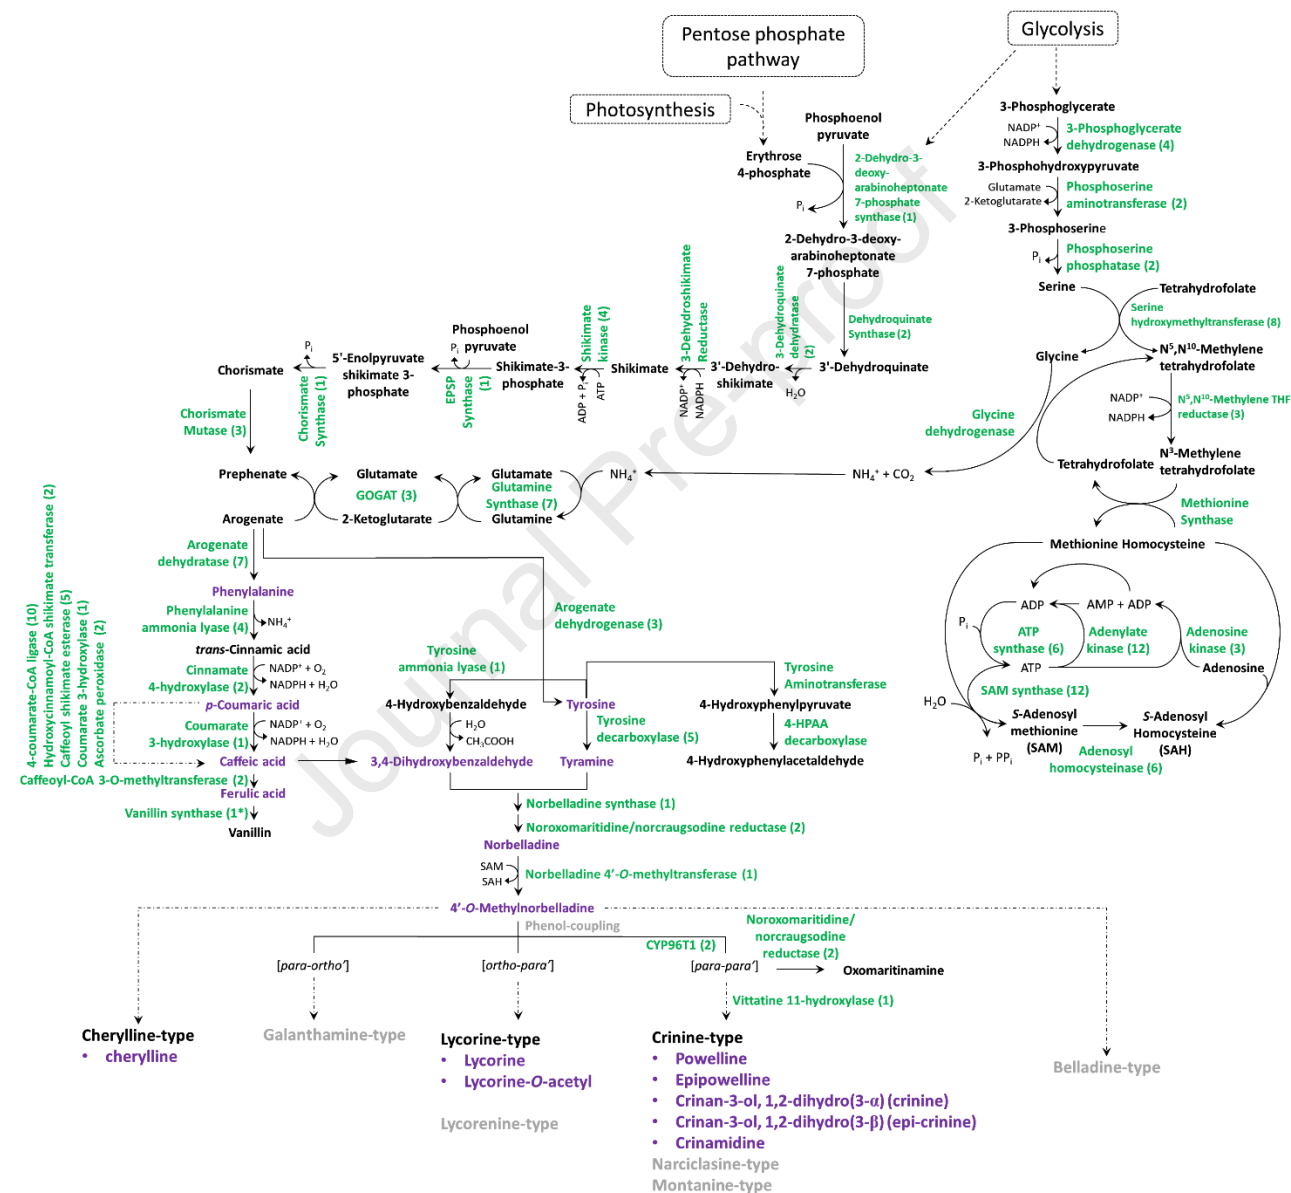 Pentose phosphate
pathway
Glycolysis
Photosynthesis
3-Phosphoglycerate
NADP⁺
NADPH
3-Phosphoglycerate
dehydrogenase (4)
Phosphoenol
pyruvate
Erythrose
4-phosphate
2-Dehydro-3-
deoxy-
arabinoheptonate
7-phosphate
synthase (1)
Pi
3-Phosphohydroxypyruvate
Glutamate
2-Ketoglutarate
Phosphoserine
aminotransferase (2)
3-Phosphoserine
Pi
Phosphoserine
phosphatase (2)
2-Dehydro-3-deoxy-
arabinoheptonate
7-phosphate
Serine
Tetrahydrofolate
Serine
hydroxymethyltransferase (8)
Dehydroquinate
Synthase (2)
Glycine
N⁵,N¹⁰-Methylene
tetrahydrofolate
NADP⁺
NADPH
N⁵,N¹⁰-Methylene THF
reductase (3)
N³-Methylene
tetrahydrofolate
Tetrahydrofolate
Glycine
dehydrogenase
Methionine
Synthase
3'-Dehydroquinate
3-Dehydroquinate
dehydratase
(2)
H₂O
3'-Dehydro-
shikimate
3-Dehydroshikimate
Reductase
NADP⁺
NADPH
Shikimate
Shikimate
kinase (4)
ADP + Pi
ATP
Shikimate-3-
phosphate
Phosphoenol
pyruvate
Pi
EPSP
Synthase
(1)
5'-Enolpyruvate
shikimate 3-
phosphate
Pi
Chorismate
Synthase (1)
Chorismate
Chorismate
Mutase (3)
Prephenate
Glutamate
Glutamate
NH₄⁺
NH₄⁺ + CO₂
GOGAT (3)
Glutamine
Synthase (7)
Arogenate
2-Ketoglutarate
Glutamine
Arogenate
dehydratase (7)
Phenylalanine
Phenylalanine
ammonia lyase (4)
NH₄⁺
trans-Cinnamic acid
Cinnamate
4-hydroxylase (2)
NADP⁺ + O₂
NADPH + H₂O
p-Coumaric acid
Coumarate
3-hydroxylase (1)
NADP⁺ + O₂
NADPH + H₂O
Caffeic acid
Caffeoyl-CoA 3-O-methyltransferase (2)
Ferulic acid
Vanillin synthase (1*)
Vanillin
4-coumarate-CoA ligase (10)
Hydroxycinnamoyl-CoA shikimate transferase (2)
Caffeoyl shikimate esterase (5)
Coumarate 3-hydroxylase (1)
Ascorbate peroxidase (2)
Arogenate
dehydrogenase (3)
Tyrosine
ammonia lyase (1)
4-Hydroxybenzaldehyde
H₂O
CH₃COOH
3,4-Dihydroxybenzaldehyde
Tyrosine
Tyrosine
decarboxylase (5)
Tyramine
Tyrosine
Aminotransferase
4-Hydroxyphenylpyruvate
4-HPAA
decarboxylase
4-Hydroxyphenylacetaldehyde
Methionine Homocysteine
ADP
AMP + ADP
Pi
ATP
synthase (6)
Adenylate
kinase (12)
Adenosine
kinase (3)
ATP
Adenosine
SAM synthase (12)
H₂O
S-Adenosyl
methionine
(SAM)
S-Adenosyl
Homocysteine
(SAH)
Pi + PPi
Adenosyl
homocysteinase (6)
Norbelladine synthase (1)
Noroxomaritidine/norcraugsodine reductase (2)
Norbelladine
SAM
SAH
Norbelladine 4’-O-methyltransferase (1)
4’-O-Methylnorbelladine
Phenol-coupling
CYP96T1 (2)
Noroxomaritidine/
norcraugsodine
reductase (2)
[para-ortho’]
[ortho-para’]
[para-para’]
Oxomaritinamine
Vittatine 11-hydroxylase (1)
Cherylline-type
• cherylline
Galanthamine-type
Lycorine-type
• Lycorine
• Lycorine-O-acetyl
Lycorenine-type
Crinine-type
• Powelline
• Epipowelline
• Crinan-3-ol, 1,2-dihydro(3-α) (crinine)
• Crinan-3-ol, 1,2-dihydro(3-β) (epi-crinine)
• Crinamidine
Narciclasine-type
Montanine-type
Belladine-type
Journal Pre-proof